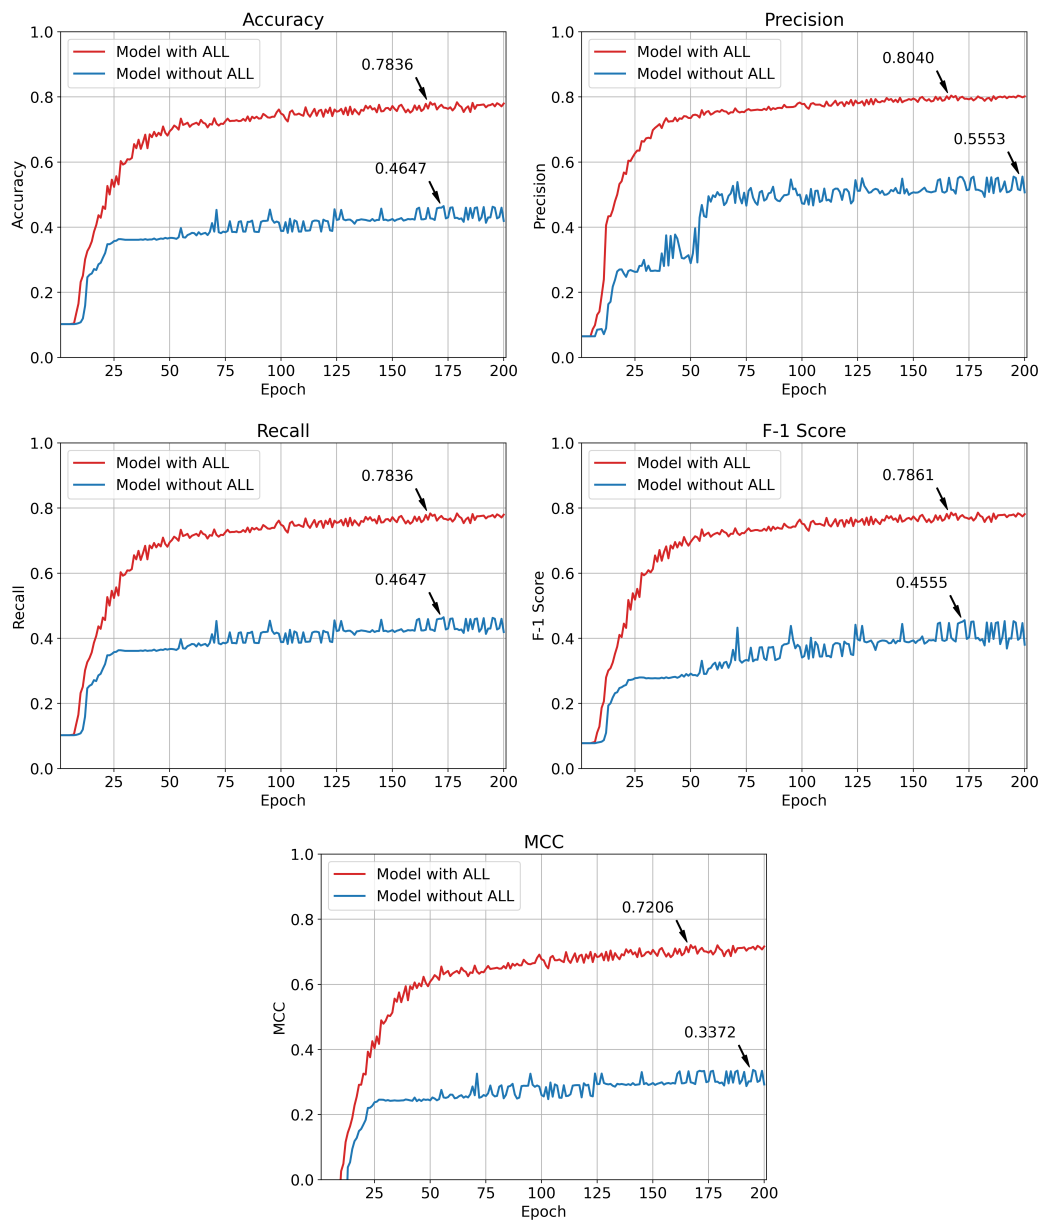 Accuracy
Model with ALL
Model without ALL
0.7836
0.4647
Accuracy
1.0
0.8
0.6
0.4
0.2
0.0
25 50 75 100 125 150 175 200
Epoch
Precision
Model with ALL
Model without ALL
0.8040
0.5553
Precision
1.0
0.8
0.6
0.4
0.2
0.0
25 50 75 100 125 150 175 200
Epoch
Recall
Model with ALL
Model without ALL
0.7836
0.4647
Recall
1.0
0.8
0.6
0.4
0.2
0.0
25 50 75 100 125 150 175 200
Epoch
F-1 Score
Model with ALL
Model without ALL
0.7861
0.4555
F-1 Score
1.0
0.8
0.6
0.4
0.2
0.0
25 50 75 100 125 150 175 200
Epoch
MCC
Model with ALL
Model without ALL
0.7206
0.3372
MCC
1.0
0.8
0.6
0.4
0.2
0.0
25 50 75 100 125 150 175 200
Epoch